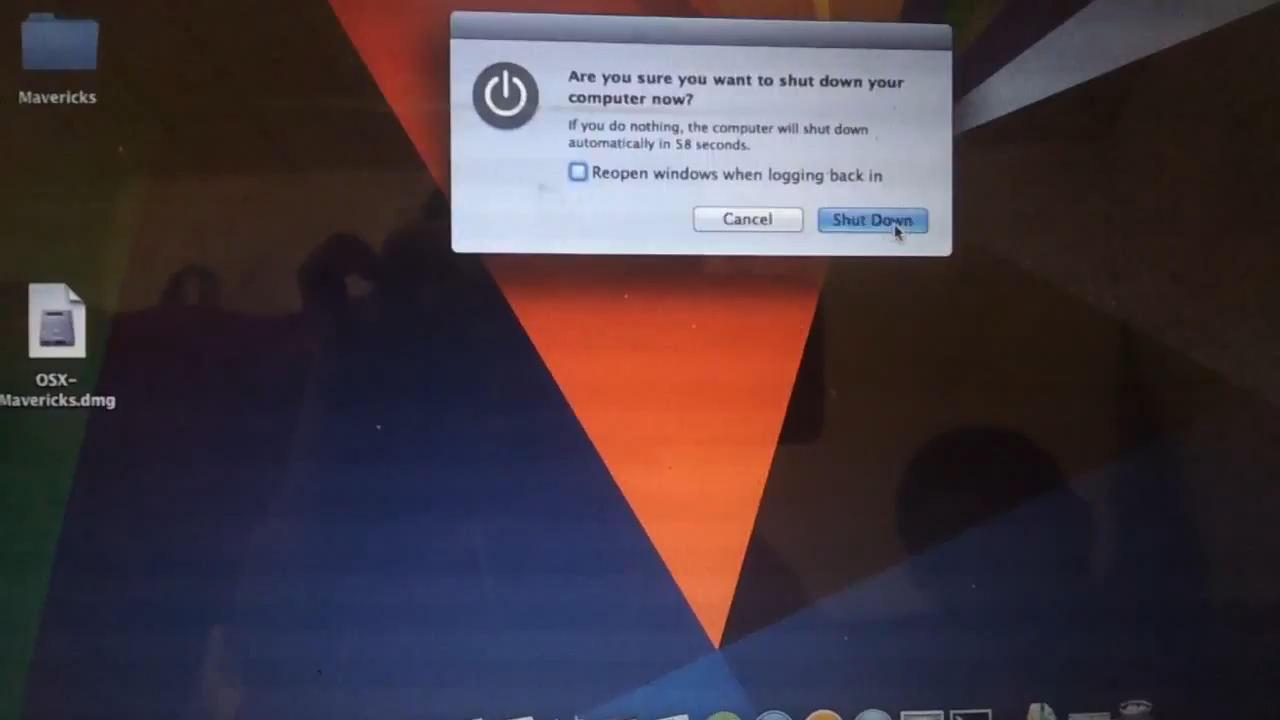 Mavericks
Are you sure you want to shut down your
computer now?
If you do nothing, the computer will shut down
automatically in 58 seconds.
Reopen windows when logging back in
Cancel
Shut Down
OSX-
Mavericks.dmg